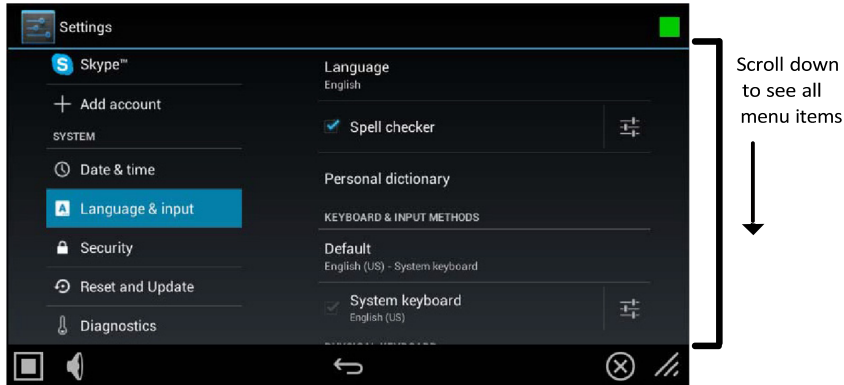 Settings
Skype™
Add account
SYSTEM
Date & time
Language & input
Security
Reset and Update
Diagnostics
Language
English
Spell checker
Personal dictionary
KEYBOARD & INPUT METHODS
Default
English (US) - System keyboard
System keyboard
English (US)
Scroll down
to see all
menu items